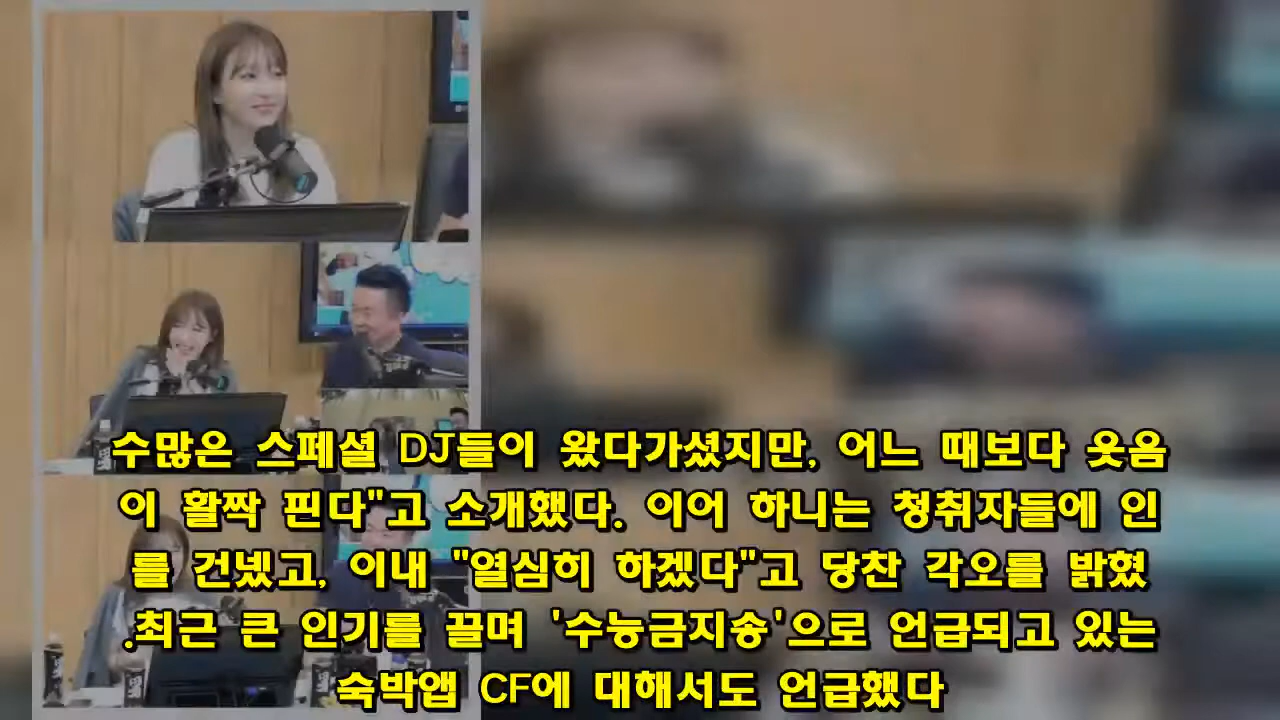 수많은 스페셜 DJ들이 왔다가셨지만, 어느 때보다 웃음
이 활짝 핀다"고 소개했다. 이어 하니는 청취자들에 인
를 건넸고, 이내 "열심히 하겠다"고 당찬 각오를 밝혔
.최근 큰 인기를 끌며 '수능금지송'으로 언급되고 있는
숙박앱 CF에 대해서도 언급했다